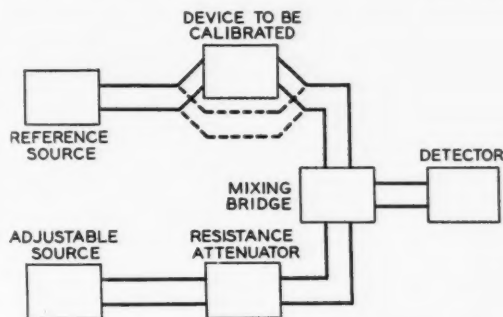 DEVICE TO BE
CALIBRATED
REFERENCE
SOURCE
MIXING
BRIDGE
DETECTOR
ADJUSTABLE
SOURCE
RESISTANCE
ATTENUATOR